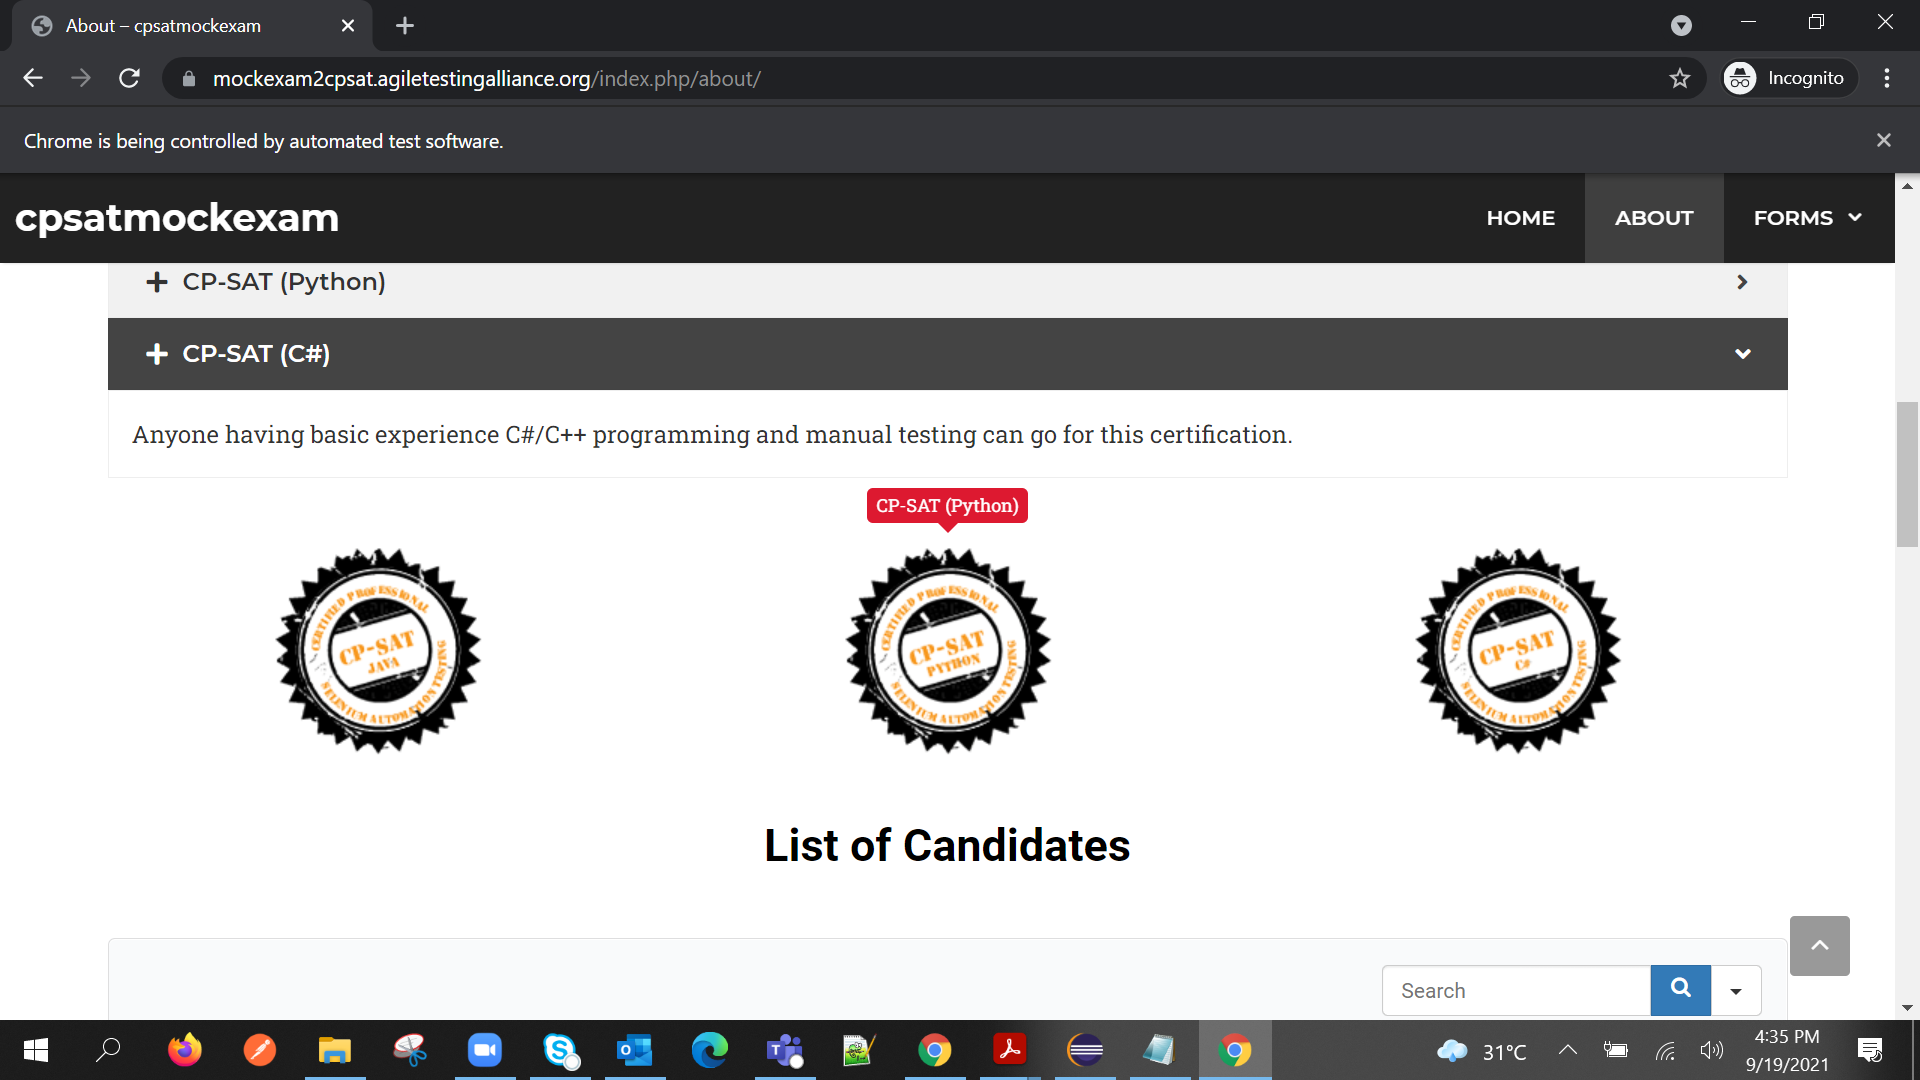 About – cpsatmockexam
mockexam2cpsat.agiletestingalliance.org/index.php/about/
Incognito
Chrome is being controlled by automated test software.
cpsatmockexam
HOME
ABOUT
FORMS
CP-SAT (Python)
CP-SAT (C#)
Anyone having basic experience C#/C++ programming and manual testing can go for this certification.
CP-SAT (Python)
CERTIFIED PROFESSIONAL
CP-SAT
JAVA
SELENIUM AUTOMATION TESTING
CERTIFIED PROFESSIONAL
CP-SAT
PYTHON
SELENIUM AUTOMATION TESTING
CERTIFIED PROFESSIONAL
CP-SAT
C#
SELENIUM AUTOMATION TESTING
List of Candidates
Search
31°C
4:35 PM
9/19/2021